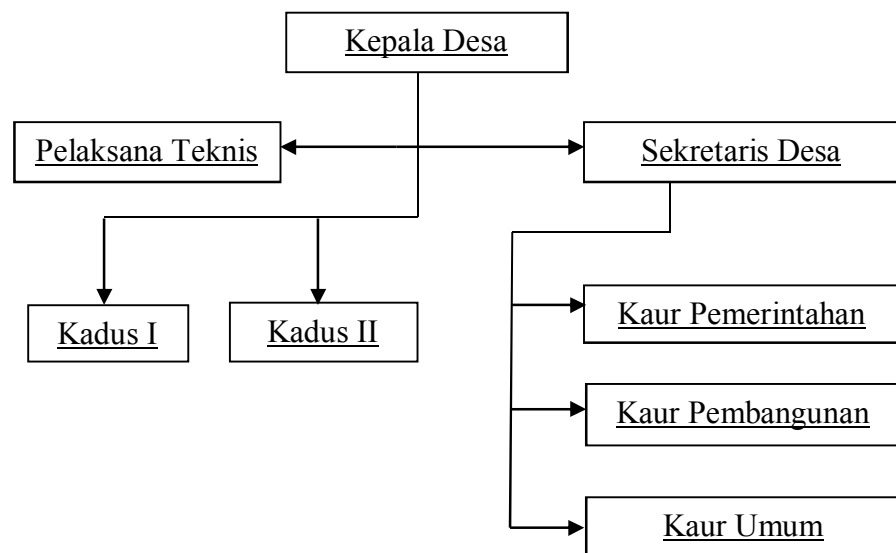 Kepala Desa
Pelaksana Teknis
Sekretaris Desa
Kadus I
Kadus II
Kaur Pemerintahan
Kaur Pembangunan
Kaur Umum